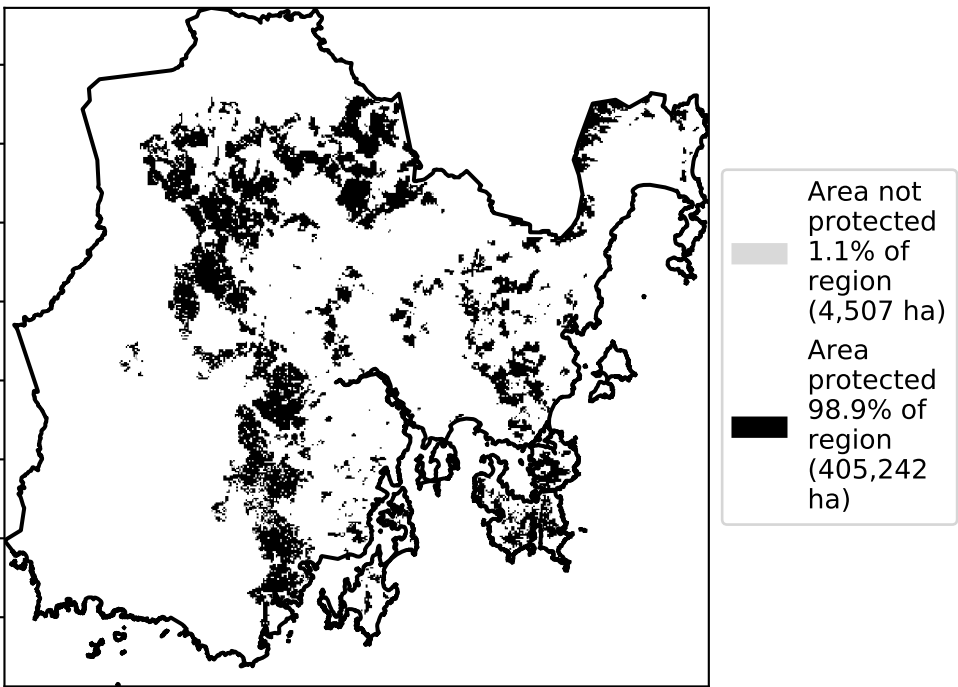 Area not
protected
1.1% of
region
(4,507 ha)
Area
protected
98.9% of
region
(405,242
ha)